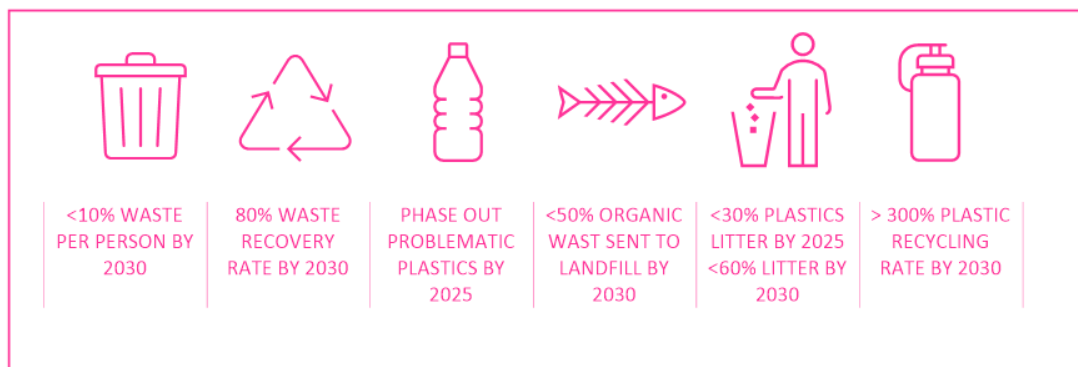 <10% WASTE
PER PERSON BY
2030
80% WASTE
RECOVERY
RATE BY 2030
PHASE OUT
PROBLEMATIC
PLASTICS BY
2025
<50% ORGANIC
WAST SENT TO
LANDFILL BY
2030
<30% PLASTICS
LITTER BY 2025
<60% LITTER BY
2030
> 300% PLASTIC
RECYCLING
RATE BY 2030